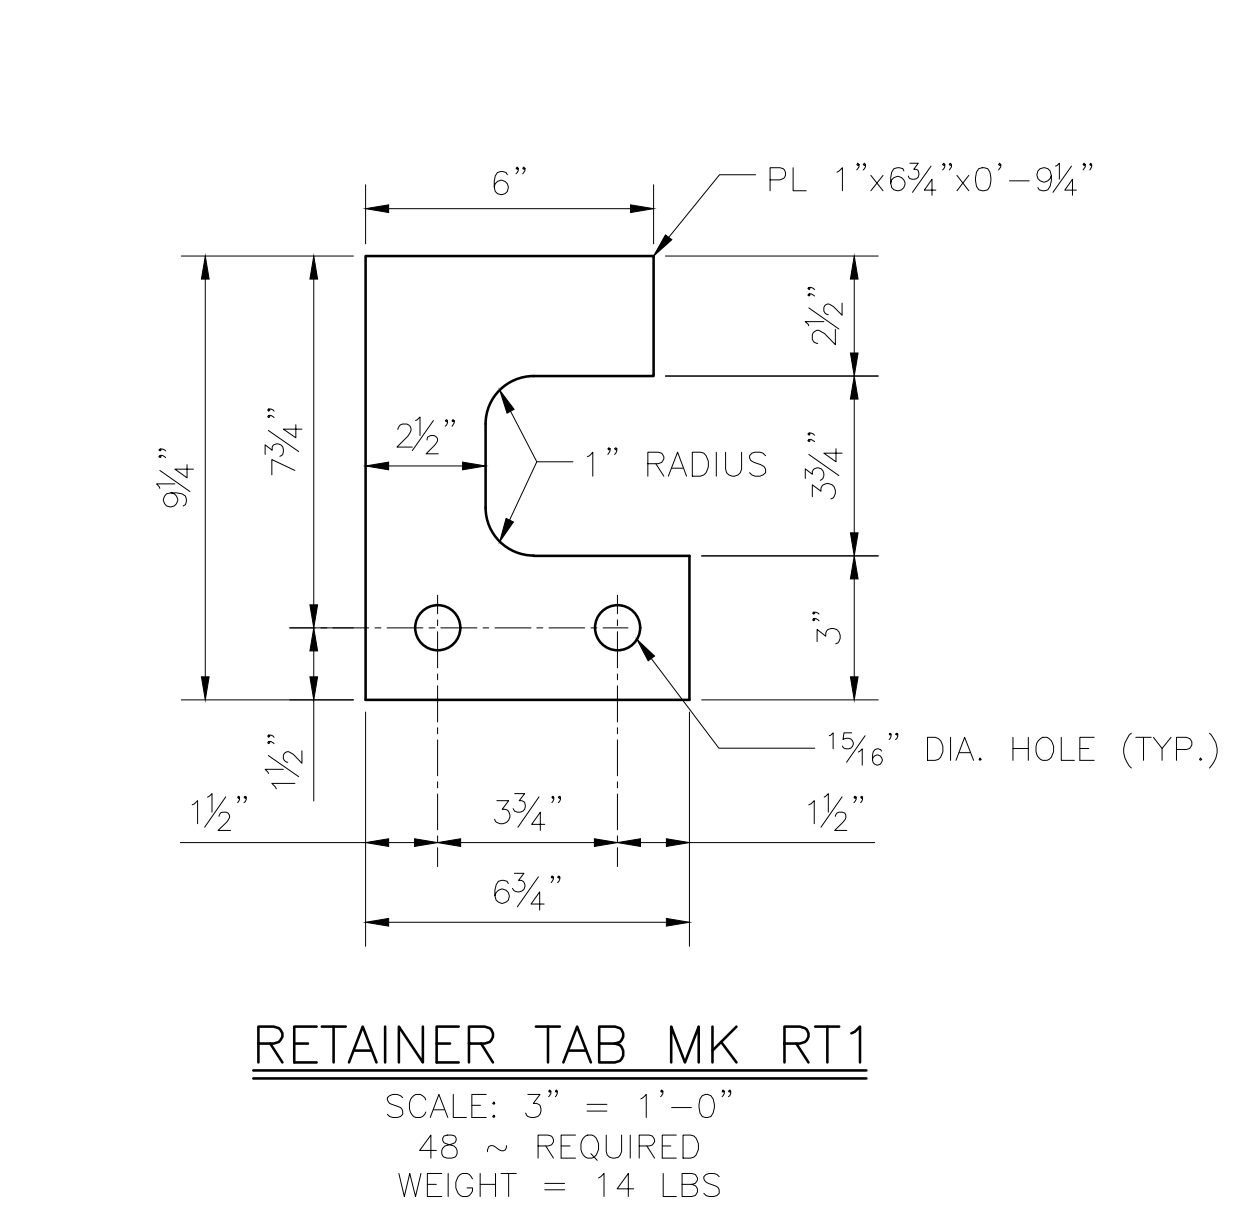 6”
PL 1”x6¾”x0'-9¼”
2½”
7¾”
9¼”
2½”
1” RADIUS
3¾”
3”
1½”
15⁄16” DIA. HOLE (TYP.)
1½”
3¾”
1½”
6¾”
RETAINER TAB MK RT1
SCALE: 3” = 1'-0”
48 ~ REQUIRED
WEIGHT = 14 LBS